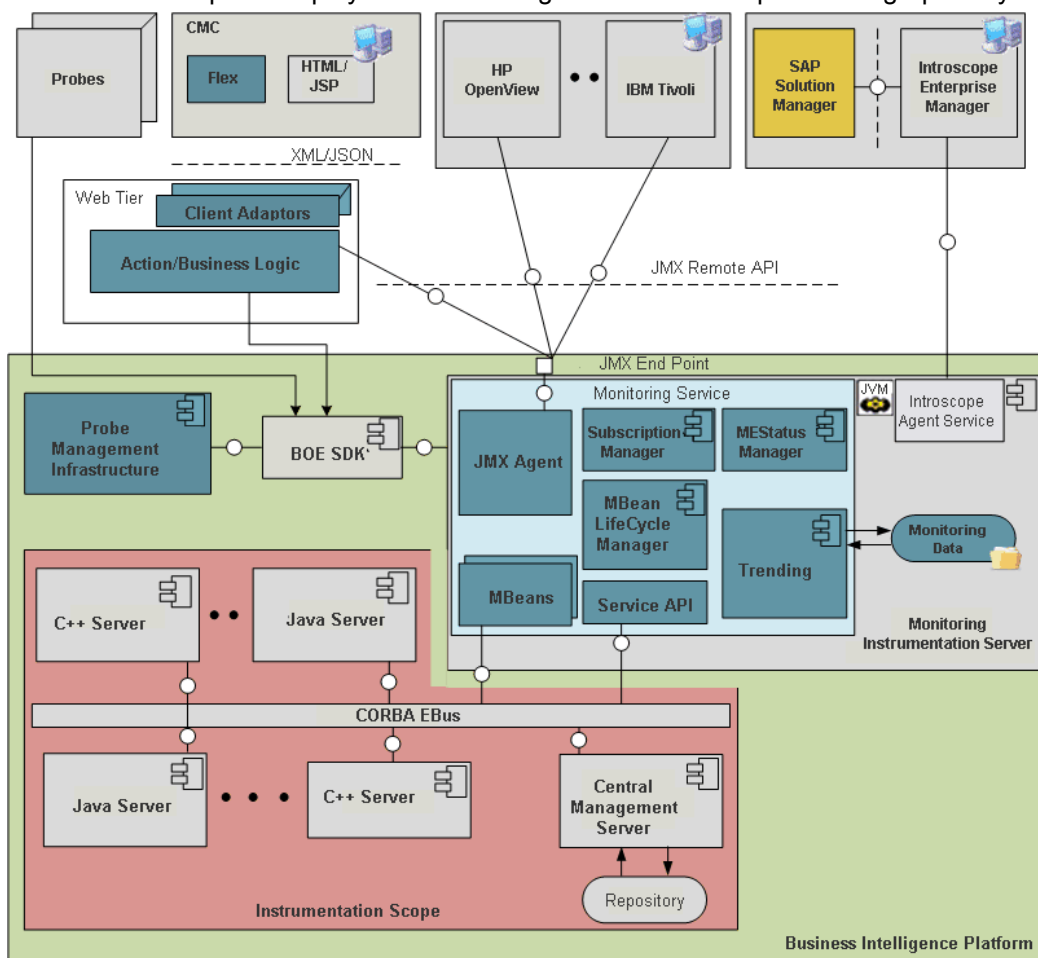 CMC
Probes
Flex
HTML/
JSP
HP
OpenView
IBM Tivoli
SAP
Solution
Manager
Introscope
Enterprise
Manager
XML/JSON
Web Tier
Client Adaptors
Action/Business Logic
JMX Remote API
JMX End Point
Monitoring Service
JVM
Introscope
Agent Service
Probe
Management
Infrastructure
BOE SDK
JMX Agent
Subscription
Manager
MEStatus
Manager
MBean
LifeCycle
Manager
Trending
Monitoring
Data
MBeans
Service API
Monitoring
Instrumentation Server
C++ Server
Java Server
CORBA EBus
Java Server
C++ Server
Central
Management
Server
Repository
Instrumentation Scope
Business Intelligence Platform